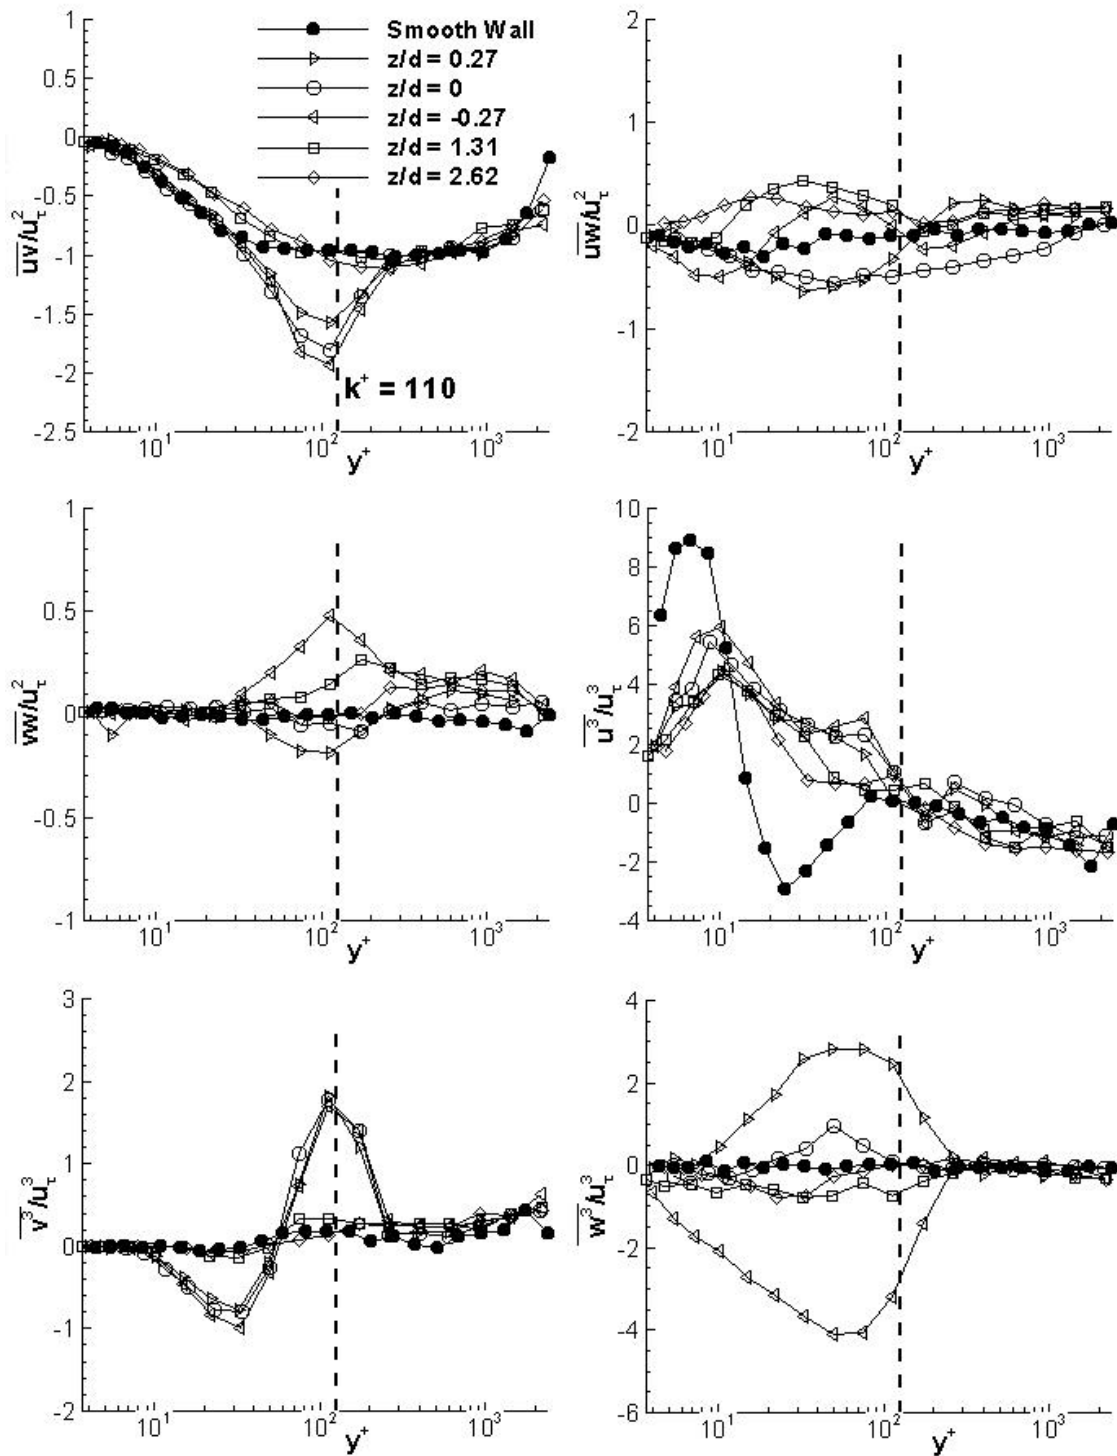 Smooth Wall
z/d = 0.27
z/d = 0
z/d = -0.27
z/d = 1.31
z/d = 2.62
1
0.5
0
-0.5
-1
-1.5
-2
-2.5
uv/u_τ^2
k^+ = 110
10^1
10^2
10^3
y^+
2
1
0
-1
-2
uw/u_τ^2
10^1
10^2
10^3
y^+
1
0.5
0
-0.5
-1
vw/u_τ^2
10^1
10^2
10^3
y^+
10
8
6
4
2
0
-2
-4
u^3/u_τ^3
10^1
10^2
10^3
y^+
3
2
1
0
-1
-2
v^3/u_τ^3
10^1
10^2
10^3
y^+
4
2
0
-2
-4
-6
w^3/u_τ^3
10^1
10^2
10^3
y^+